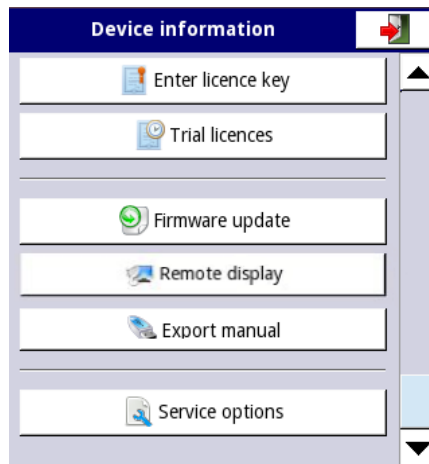 Device information
Enter licence key
Trial licences
Firmware update
Remote display
Export manual
Service options